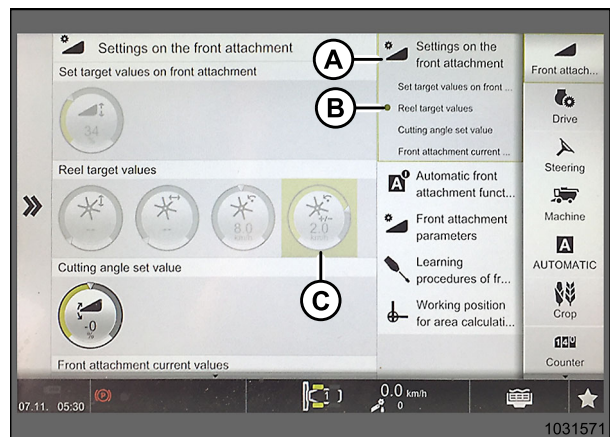 Settings on the front attachment
Set target values on front attachment
34
%
Reel target values
--
--
8.0
km/h
+/-
2.0
km/h
Cutting angle set value
-0
%
Front attachment current values
A
Settings on the
front attachment
Set target values on front ...
B
Reel target values
Cutting angle set value
Front attachment current ...
A
Automatic front
attachment funct...
Front attachment
parameters
Learning
procedures of fr...
Working position
for area calculati...
C
Front attach...
Drive
Steering
Machine
A
AUTOMATIC
Crop
Counter
07.11. 05:30
(P)
1
0.0 km/h
0
1031571